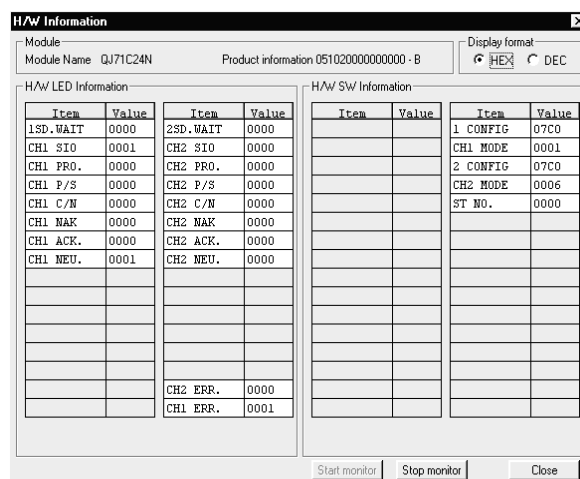 H/W Information
Module
Module Name QJ71C24N Product information 051020000000000 - B
Display format
HEX DEC
H/W LED Information
Item Value Item Value
1SD.WAIT 0000 2SD.WAIT 0000
CH1 SIO 0001 CH2 SIO 0000
CH1 PRO. 0000 CH2 PRO. 0000
CH1 P/S 0000 CH2 P/S 0000
CH1 C/N 0000 CH2 C/N 0000
CH1 NAK 0000 CH2 NAK 0000
CH1 ACK. 0000 CH2 ACK. 0000
CH1 NEU. 0001 CH2 NEU. 0000
CH2 ERR. 0000
CH1 ERR. 0001
H/W SW Information
Item Value Item Value
1 CONFIG 07C0
CH1 MODE 0001
2 CONFIG 07C0
CH2 MODE 0006
ST NO. 0000
Start monitor Stop monitor Close